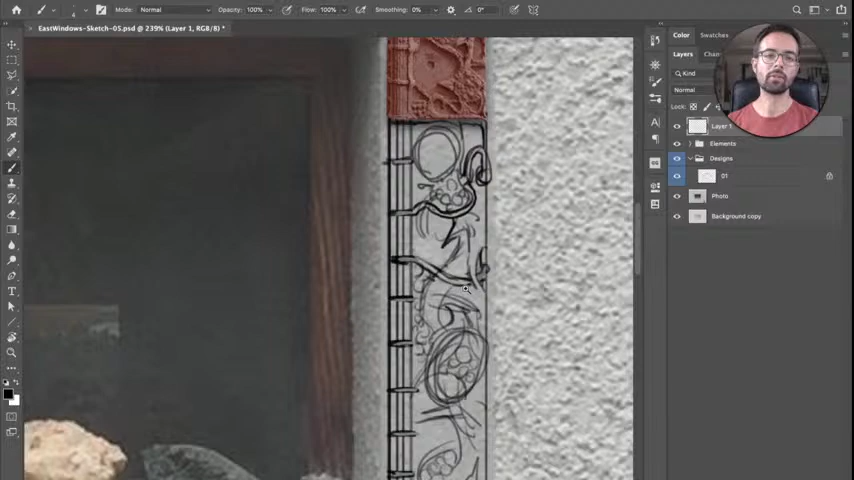 Mode: Normal Opacity: 100% Flow: 100% Smoothing: 0% 0°
EastWindows-Sketch-05.psd @ 239% (Layer 1, RGB/8) *
Color Swatches
Layers
Kind
Normal
Lock:
Layer 1
Elements
Designs
01
Photo
Background copy